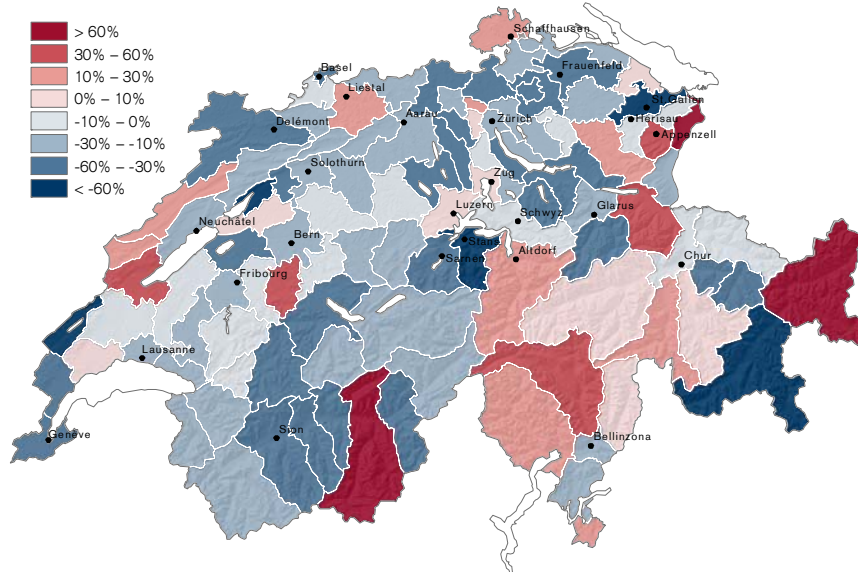 > 60%
30% – 60%
10% – 30%
0% – 10%
-10% – 0%
-30% – -10%
-60% – -30%
< -60%
Schaffhausen
Basel
Frauenfeld
Liestal
St.Gallen
Delémont
Aarau
Zürich
Herisau
Appenzell
Solothurn
Zug
Luzern
Neuchâtel
Schwyz
Glarus
Bern
Stans
Sarnen
Altdorf
Chur
Fribourg
Lausanne
Sion
Genève
Bellinzona